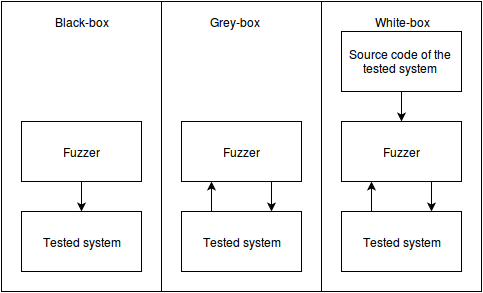 Black-box
Grey-box
White-box
Source code of the
tested system
Fuzzer
Fuzzer
Fuzzer
Tested system
Tested system
Tested system